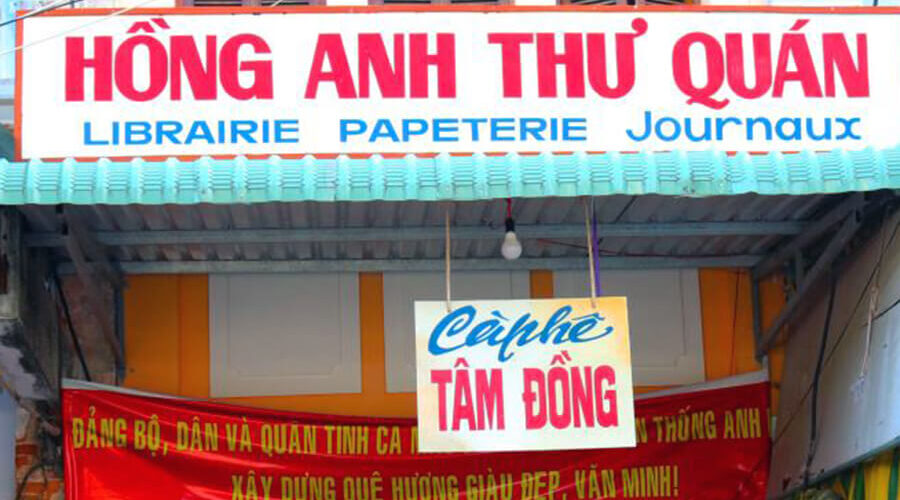 HỒNG ANH THƯ QUÁN
LIBRAIRIE PAPETERIE Journaux
Càphê
TÂM ĐỒNG
ĐẢNG BỘ, DÂN VÀ QUÂN TỈNH CÀ THỐNG ANH
XÂY DỰNG QUÊ HƯƠNG GIÀU ĐẸP, VĂN MINH!